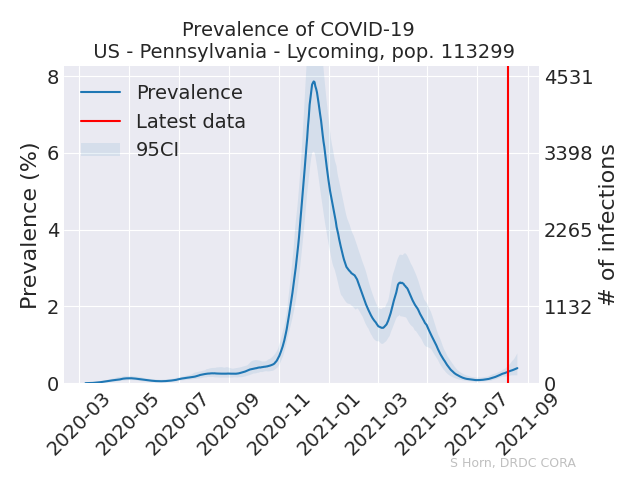 Prevalence of COVID-19
US - Pennsylvania - Lycoming, pop. 113299
Prevalence
Latest data
95CI
Prevalence (%)
8
6
4
2
0
4531
3398
2265
1132
0
# of infections
2020-03
2020-05
2020-07
2020-09
2020-11
2021-01
2021-03
2021-05
2021-07
2021-09
S Horn, DRDC CORA